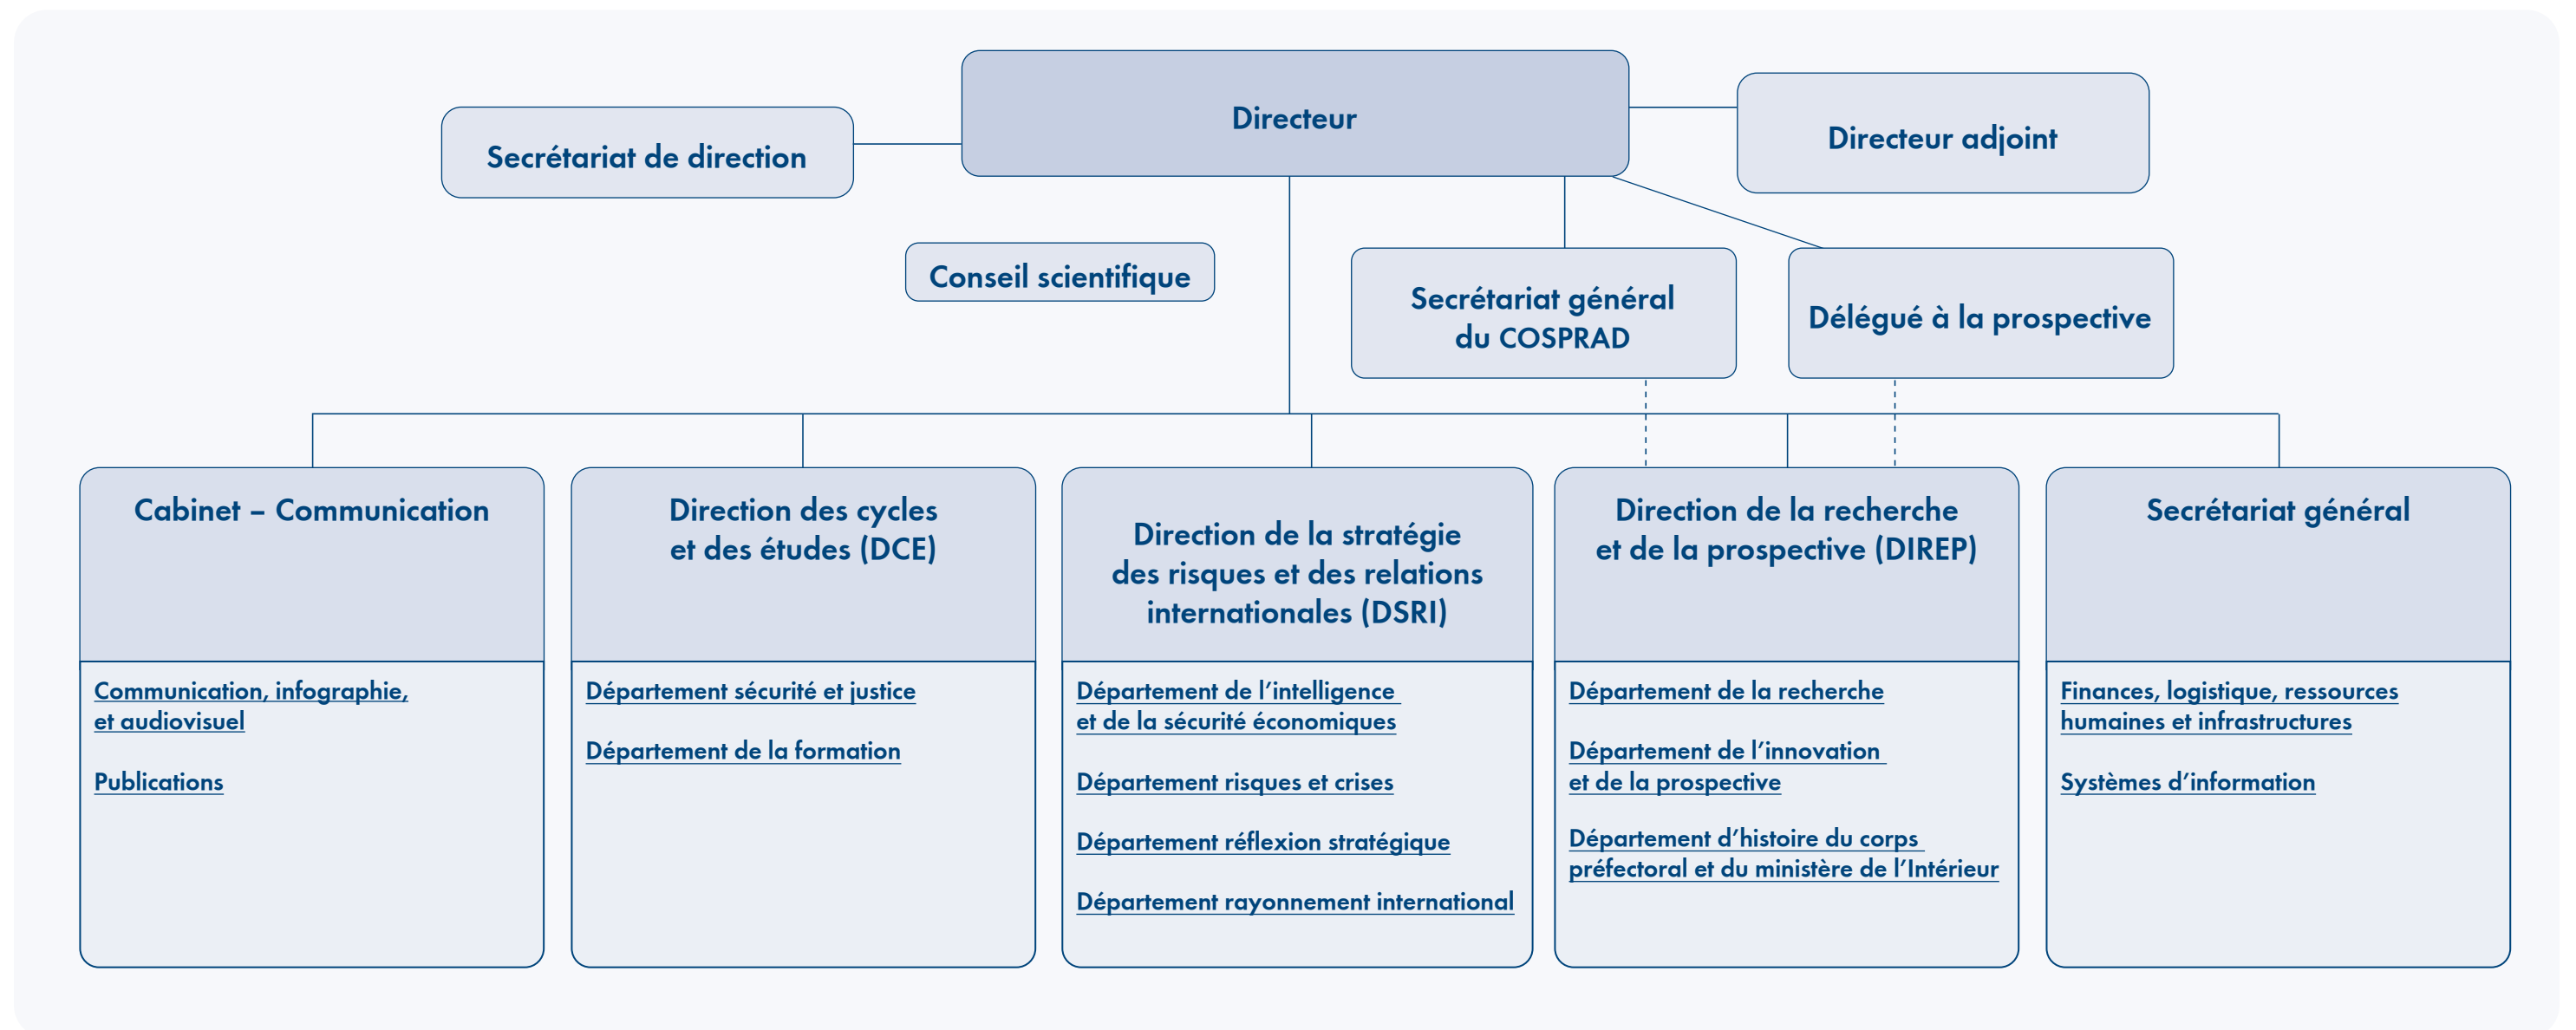 Directeur
Directeur adjoint
Secrétariat de direction
Conseil scientifique
Secrétariat général
du COSPRAD
Délégué à la prospective
Cabinet – Communication
Communication, infographie,
et audiovisuel
Publications
Direction des cycles
et des études (DCE)
Département sécurité et justice
Département de la formation
Direction de la stratégie
des risques et des relations
internationales (DSRI)
Département de l’intelligence
et de la sécurité économiques
Département risques et crises
Département réflexion stratégique
Département rayonnement international
Direction de la recherche
et de la prospective (DIREP)
Département de la recherche
Département de l’innovation
et de la prospective
Département d’histoire du corps
préfectoral et du ministère de l’Intérieur
Secrétariat général
Finances, logistique, ressources
humaines et infrastructures
Systèmes d’information